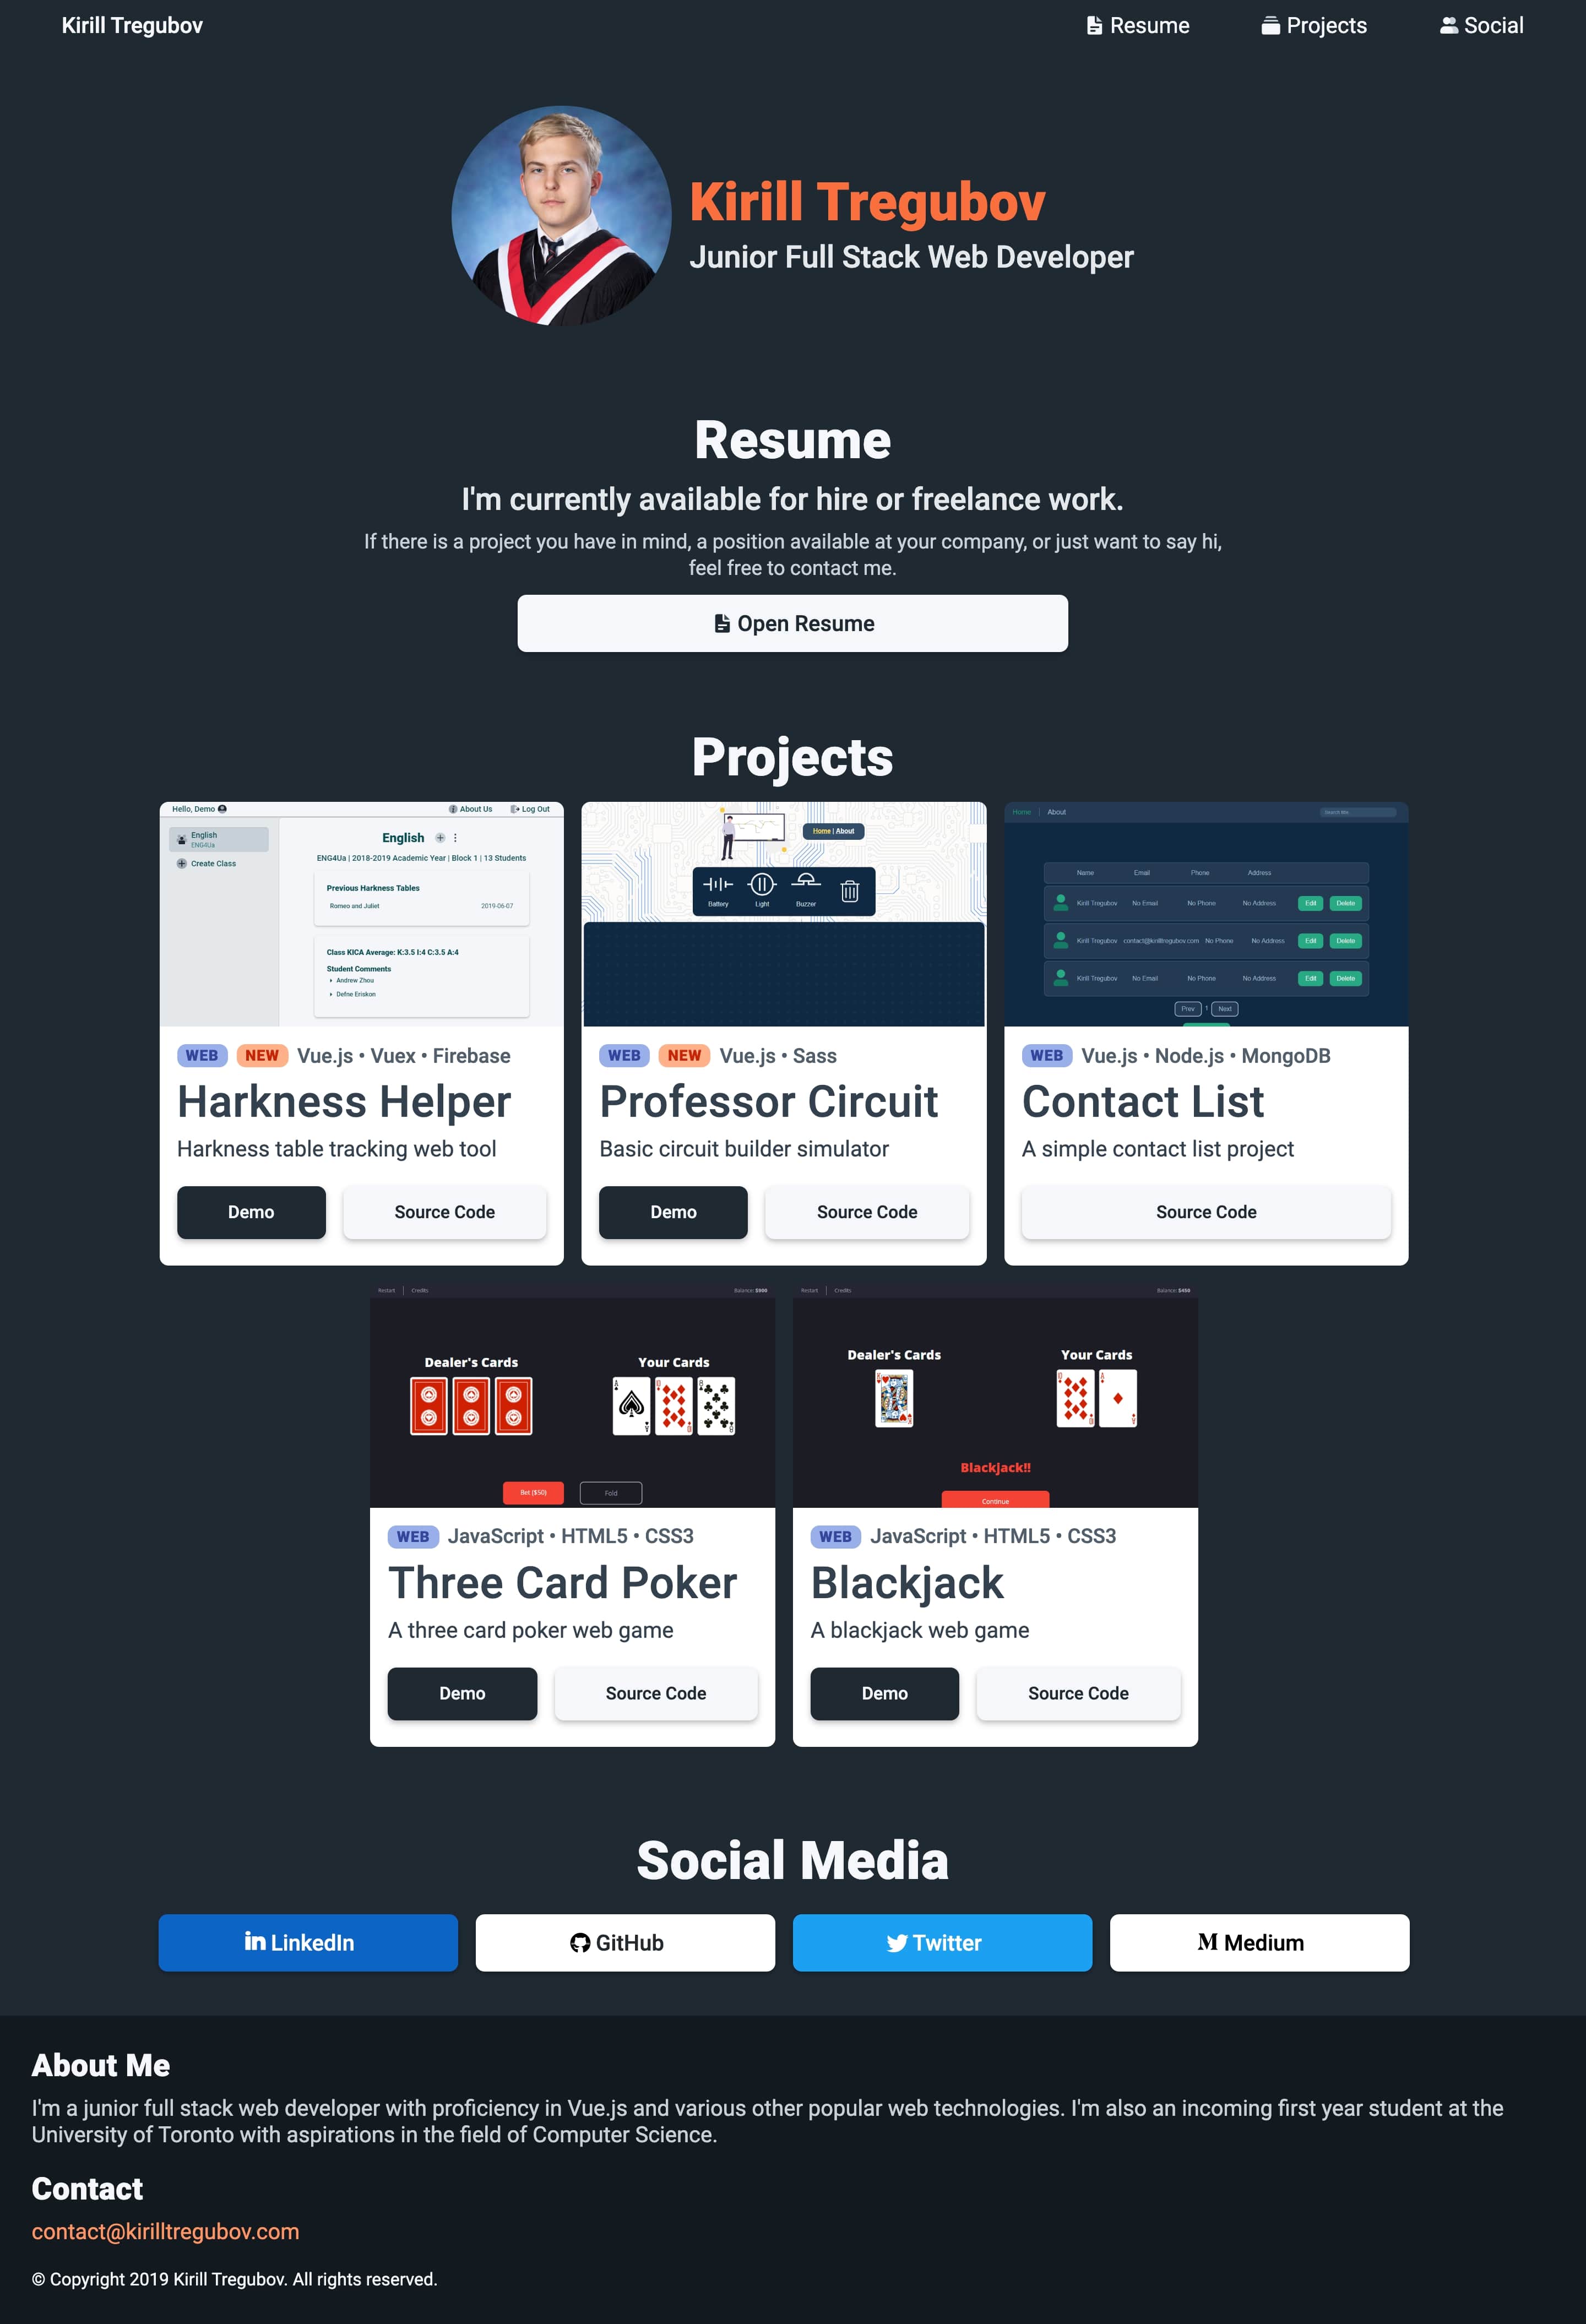 Kirill Tregubov
Resume
Projects
Social
Kirill Tregubov
Junior Full Stack Web Developer
Resume
I'm currently available for hire or freelance work.
If there is a project you have in mind, a position available at your company, or just want to say hi,
feel free to contact me.
Open Resume
Projects
Hello, Demo
About Us
Log Out
English
ENG4Ua
Create Class
English
ENG4Ua | 2018-2019 Academic Year | Block 1 | 13 Students
Previous Harkness Tables
Romeo and Juliet 2019-06-07
Class KICA Average: K:3.5 I:4 C:3.5 A:4
Student Comments
Andrew Zhou
Defne Eriskon
WEB NEW Vue.js • Vuex • Firebase
Harkness Helper
Harkness table tracking web tool
Demo
Source Code
Home | About
Battery
Light
Buzzer
WEB NEW Vue.js • Sass
Professor Circuit
Basic circuit builder simulator
Demo
Source Code
Home | About
Name Email Phone Address
Kirill Tregubov No Email No Phone No Address Edit Delete
Kirill Tregubov contact@kirilltregubov.com No Phone No Address Edit Delete
Kirill Tregubov No Email No Phone No Address Edit Delete
Prev 1 Next
WEB Vue.js • Node.js • MongoDB
Contact List
A simple contact list project
Source Code
Restart
Credits
Balance: $900
Dealer's Cards
Your Cards
Bet ($50)
Fold
WEB JavaScript • HTML5 • CSS3
Three Card Poker
A three card poker web game
Demo
Source Code
Restart
Credits
Balance: $450
Dealer's Cards
Your Cards
Blackjack!!
Continue
WEB JavaScript • HTML5 • CSS3
Blackjack
A blackjack web game
Demo
Source Code
Social Media
LinkedIn
GitHub
Twitter
Medium
About Me
I'm a junior full stack web developer with proficiency in Vue.js and various other popular web technologies. I'm also an incoming first year student at the
University of Toronto with aspirations in the field of Computer Science.
Contact
contact@kirilltregubov.com
© Copyright 2019 Kirill Tregubov. All rights reserved.